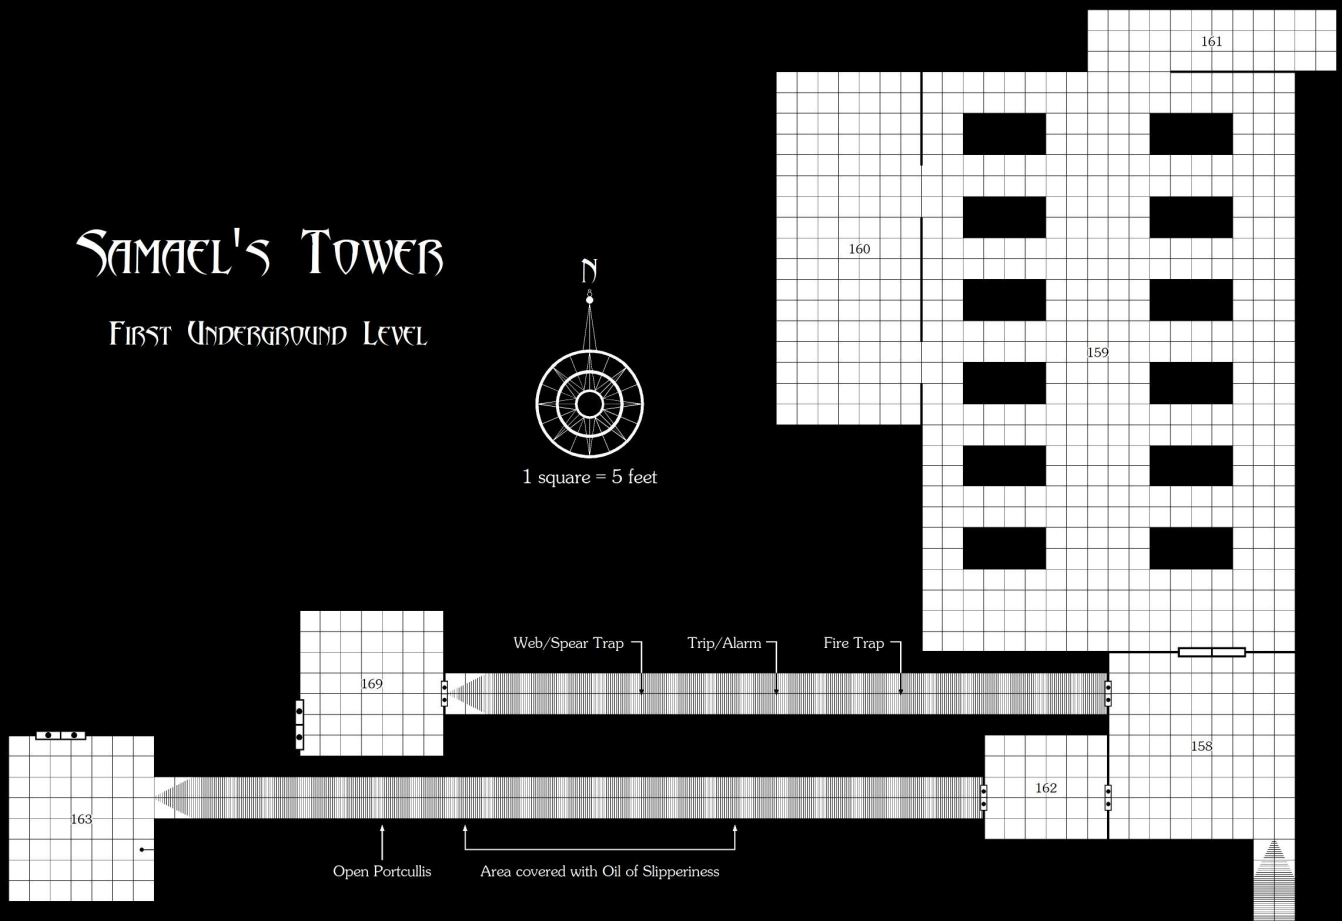 161
160
SAMAEL'S TOWER
N
FIRST UNDERGROUND LEVEL
159
1 square = 5 feet
Web/Spear Trap
Trip/Alarm
Fire Trap
169
158
162
163
Open Portcullis
Area covered with Oil of Slipperiness